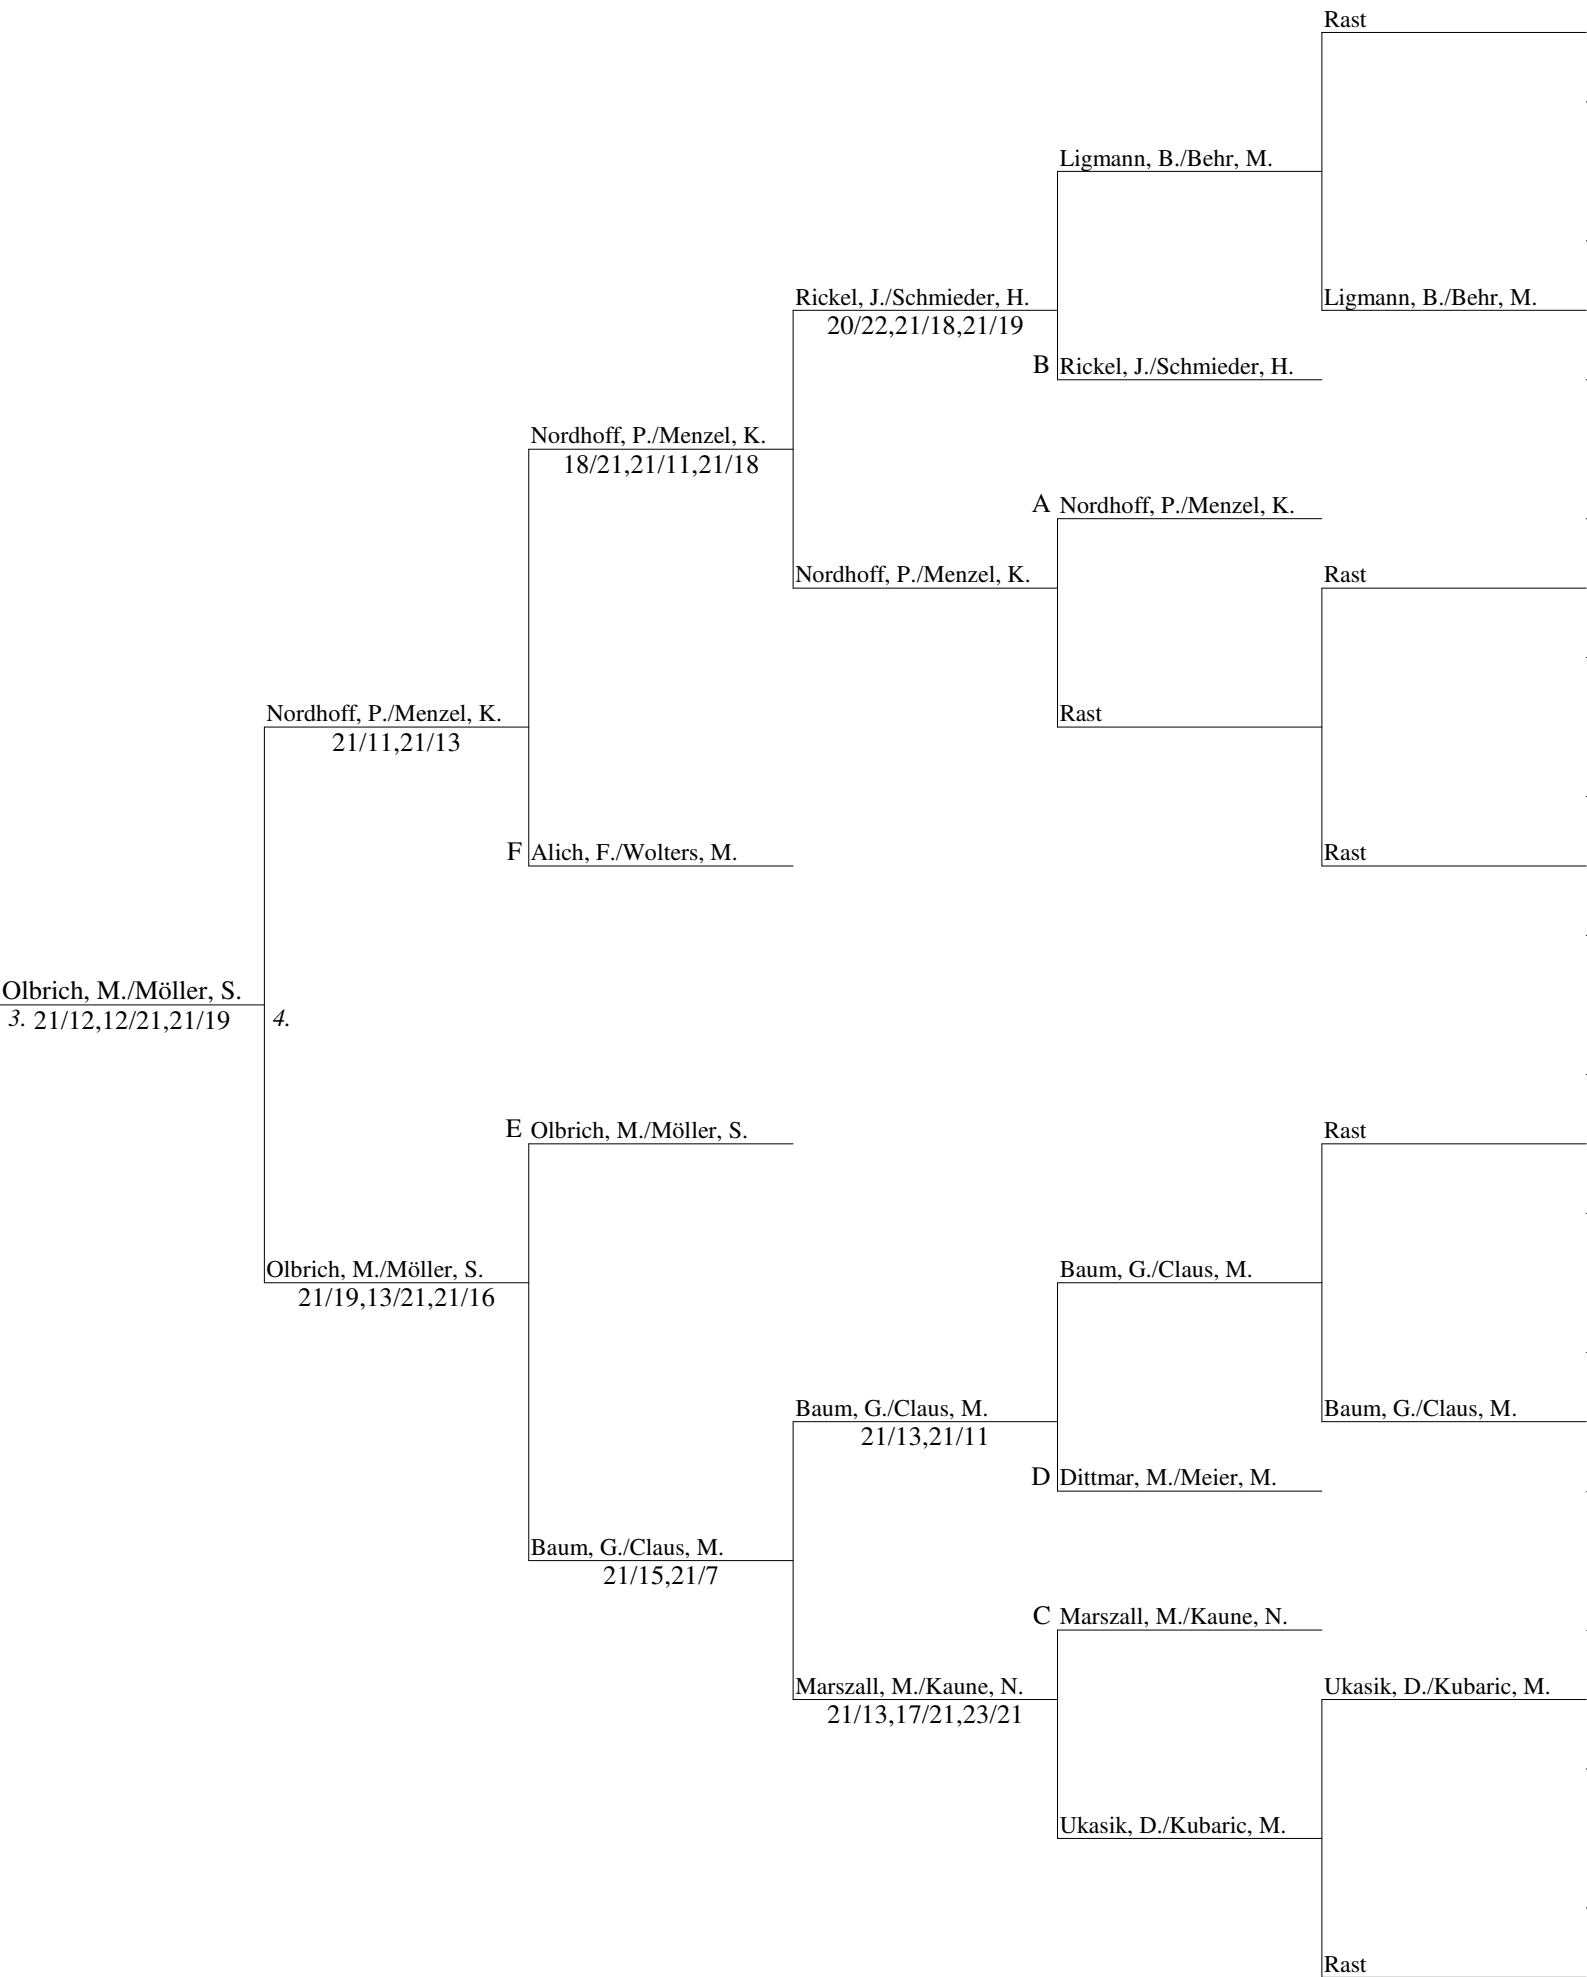 Rast
Ligmann, B./Behr, M.
Rickel, J./Schmieder, H.
Ligmann, B./Behr, M.
20/22,21/18,21/19
B Rickel, J./Schmieder, H.
Nordhoff, P./Menzel, K.
18/21,21/11,21/18
A Nordhoff, P./Menzel, K.
Nordhoff, P./Menzel, K.
Rast
Nordhoff, P./Menzel, K.
Rast
21/11,21/13
F Alich, F./Wolters, M.
Rast
Olbrich, M./Möller, S.
3. 21/12,12/21,21/19
4.
E Olbrich, M./Möller, S.
Rast
Olbrich, M./Möller, S.
Baum, G./Claus, M.
21/19,13/21,21/16
Baum, G./Claus, M.
Baum, G./Claus, M.
21/13,21/11
D Dittmar, M./Meier, M.
Baum, G./Claus, M.
21/15,21/7
C Marszall, M./Kaune, N.
Marszall, M./Kaune, N.
Ukasik, D./Kubaric, M.
21/13,17/21,23/21
Ukasik, D./Kubaric, M.
Rast